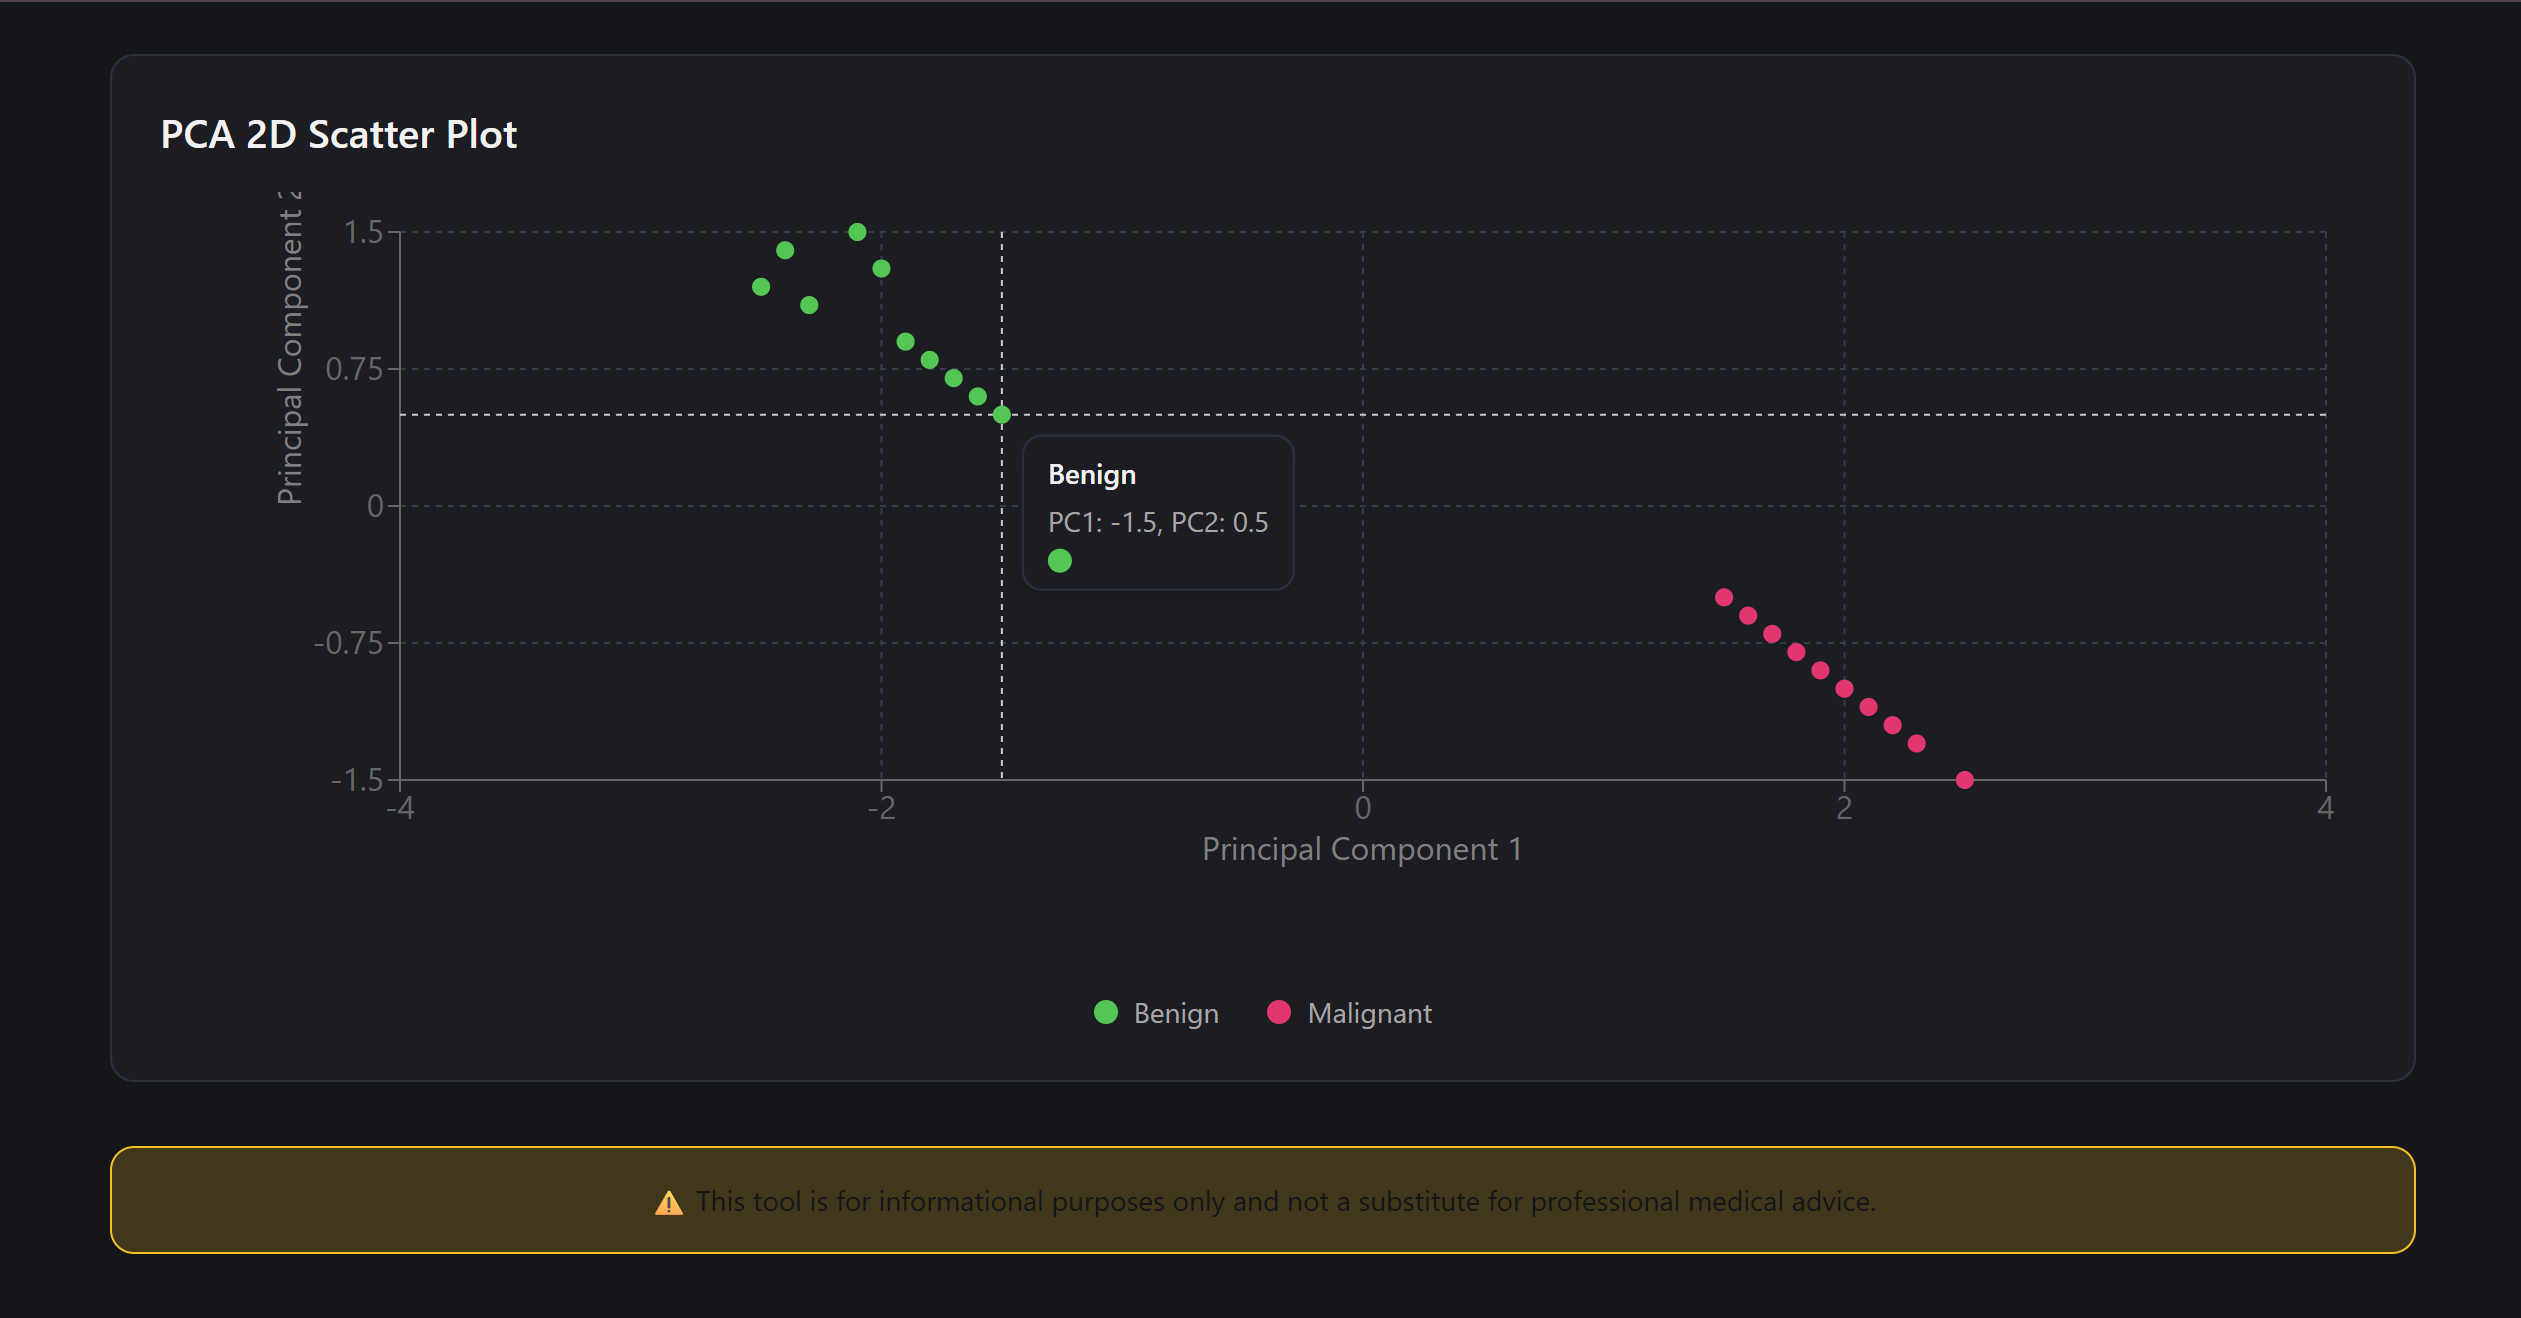 PCA 2D Scatter Plot
Principal Component 2
1.5
0.75
0
-0.75
-1.5
Benign
PC1: -1.5, PC2: 0.5
-4
-2
0
2
4
Principal Component 1
Benign
Malignant
⚠️ This tool is for informational purposes only and not a substitute for professional medical advice.